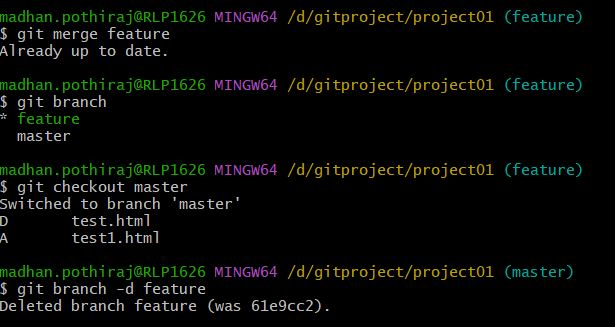 madhan.pothiraj@RLP1626 MINGW64 /d/gitproject/project01 (feature)
$ git merge feature
Already up to date.
madhan.pothiraj@RLP1626 MINGW64 /d/gitproject/project01 (feature)
$ git branch
* feature
  master
madhan.pothiraj@RLP1626 MINGW64 /d/gitproject/project01 (feature)
$ git checkout master
Switched to branch 'master'
D       test.html
A       test1.html
madhan.pothiraj@RLP1626 MINGW64 /d/gitproject/project01 (master)
$ git branch -d feature
Deleted branch feature (was 61e9cc2).